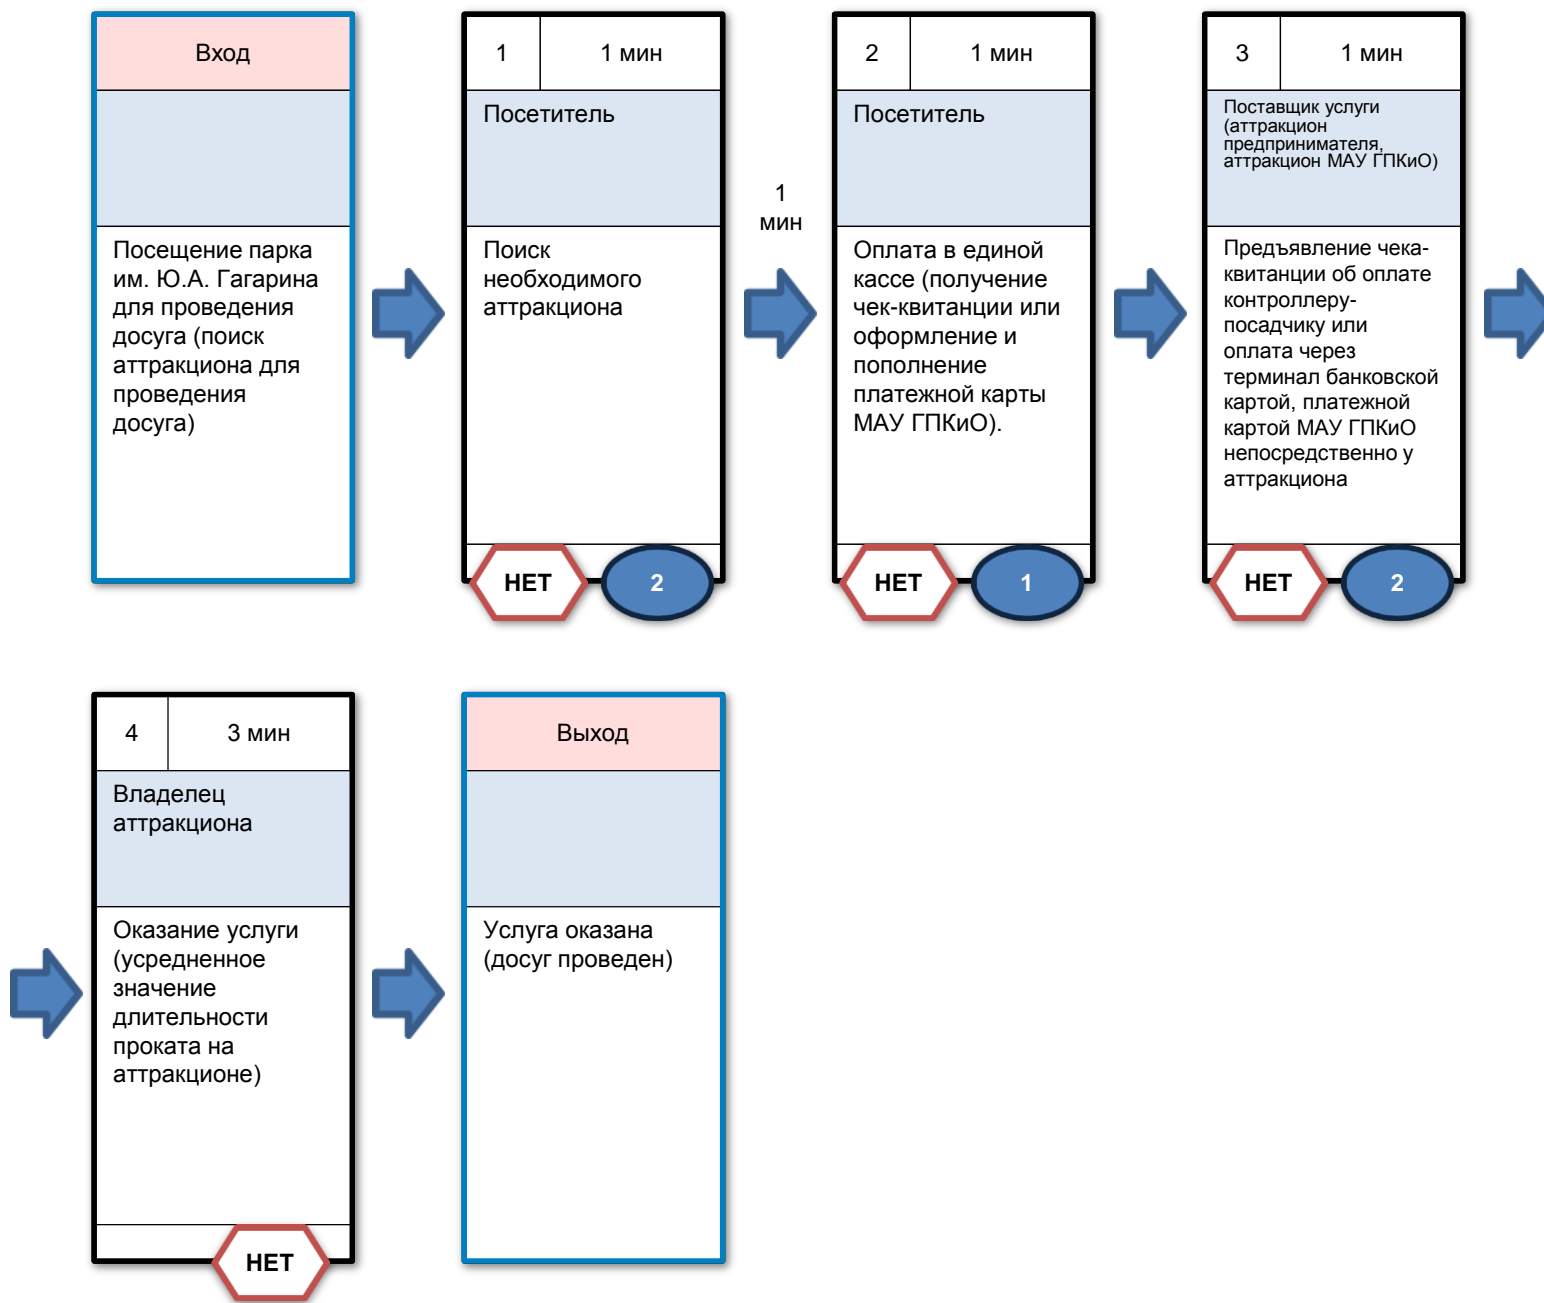 Вход
Посещение парка
им. Ю.А. Гагарина
для проведения
досуга (поиск
аттракциона для
проведения
досуга)
1
1 мин
Посетитель
Поиск
необходимого
аттракциона
НЕТ
2
1
мин
2
1 мин
Посетитель
Оплата в единой
кассе (получение
чек-квитанции или
оформление и
пополнение
платежной карты
МАУ ГПКиО).
НЕТ
1
3
1 мин
Поставщик услуги
(аттракцион
предпринимателя,
аттракцион МАУ ГПКиО)
Предъявление чека-
квитанции об оплате
контроллеру-
посадчику или
оплата через
терминал банковской
картой, платежной
картой МАУ ГПКиО
непосредственно у
аттракциона
НЕТ
2
4
3 мин
Владелец
аттракциона
Оказание услуги
(усредненное
значение
длительности
проката на
аттракционе)
НЕТ
Выход
Услуга оказана
(досуг проведен)